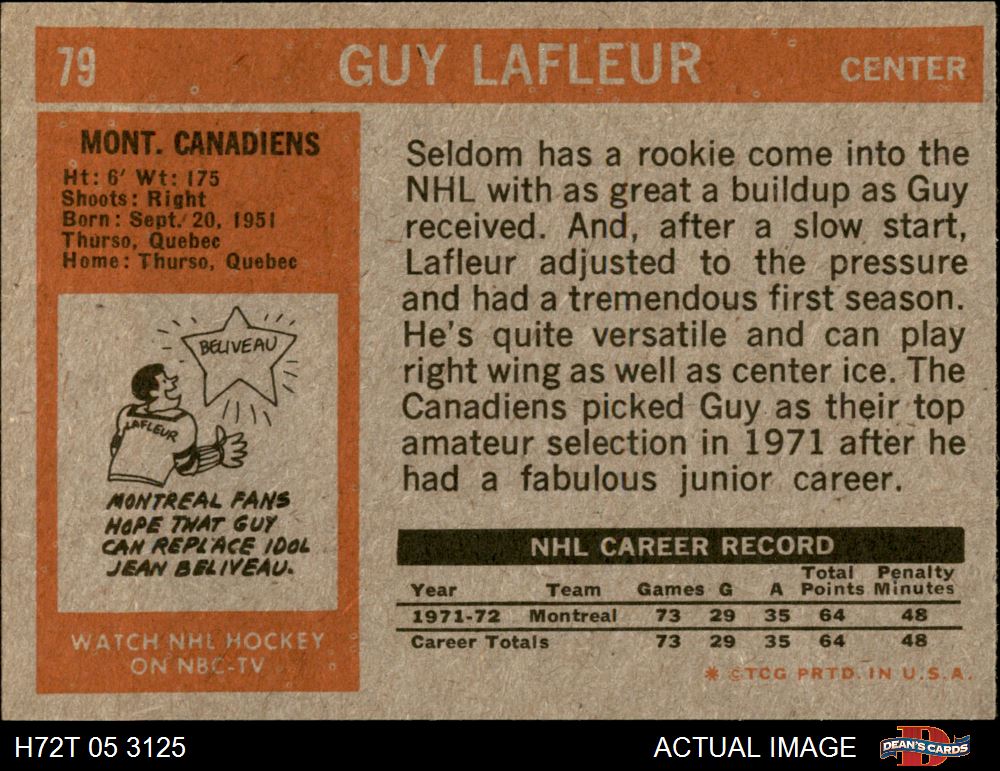 79 GUY LAFLEUR CENTER
MONT. CANADIENS
Ht: 6' Wt: 175
Shoots: Right
Born: Sept. 20, 1951
Thurso, Quebec
Home: Thurso, Quebec
BELIVEAU
LAFLEUR
MONTREAL FANS
HOPE THAT GUY
CAN REPLACE IDOL
JEAN BELIVEAU.
WATCH NHL HOCKEY
ON NBC-TV
Seldom has a rookie come into the
NHL with as great a buildup as Guy
received. And, after a slow start,
Lafleur adjusted to the pressure
and had a tremendous first season.
He's quite versatile and can play
right wing as well as center ice. The
Canadiens picked Guy as their top
amateur selection in 1971 after he
had a fabulous junior career.
NHL CAREER RECORD
Year Team Games G A Total Points Penalty Minutes
1971-72 Montreal 73 29 35 64 48
Career Totals 73 29 35 64 48
* ©TCG PRTD. IN U.S.A.
H72T 05 3125 ACTUAL IMAGE DEAN'S CARDS